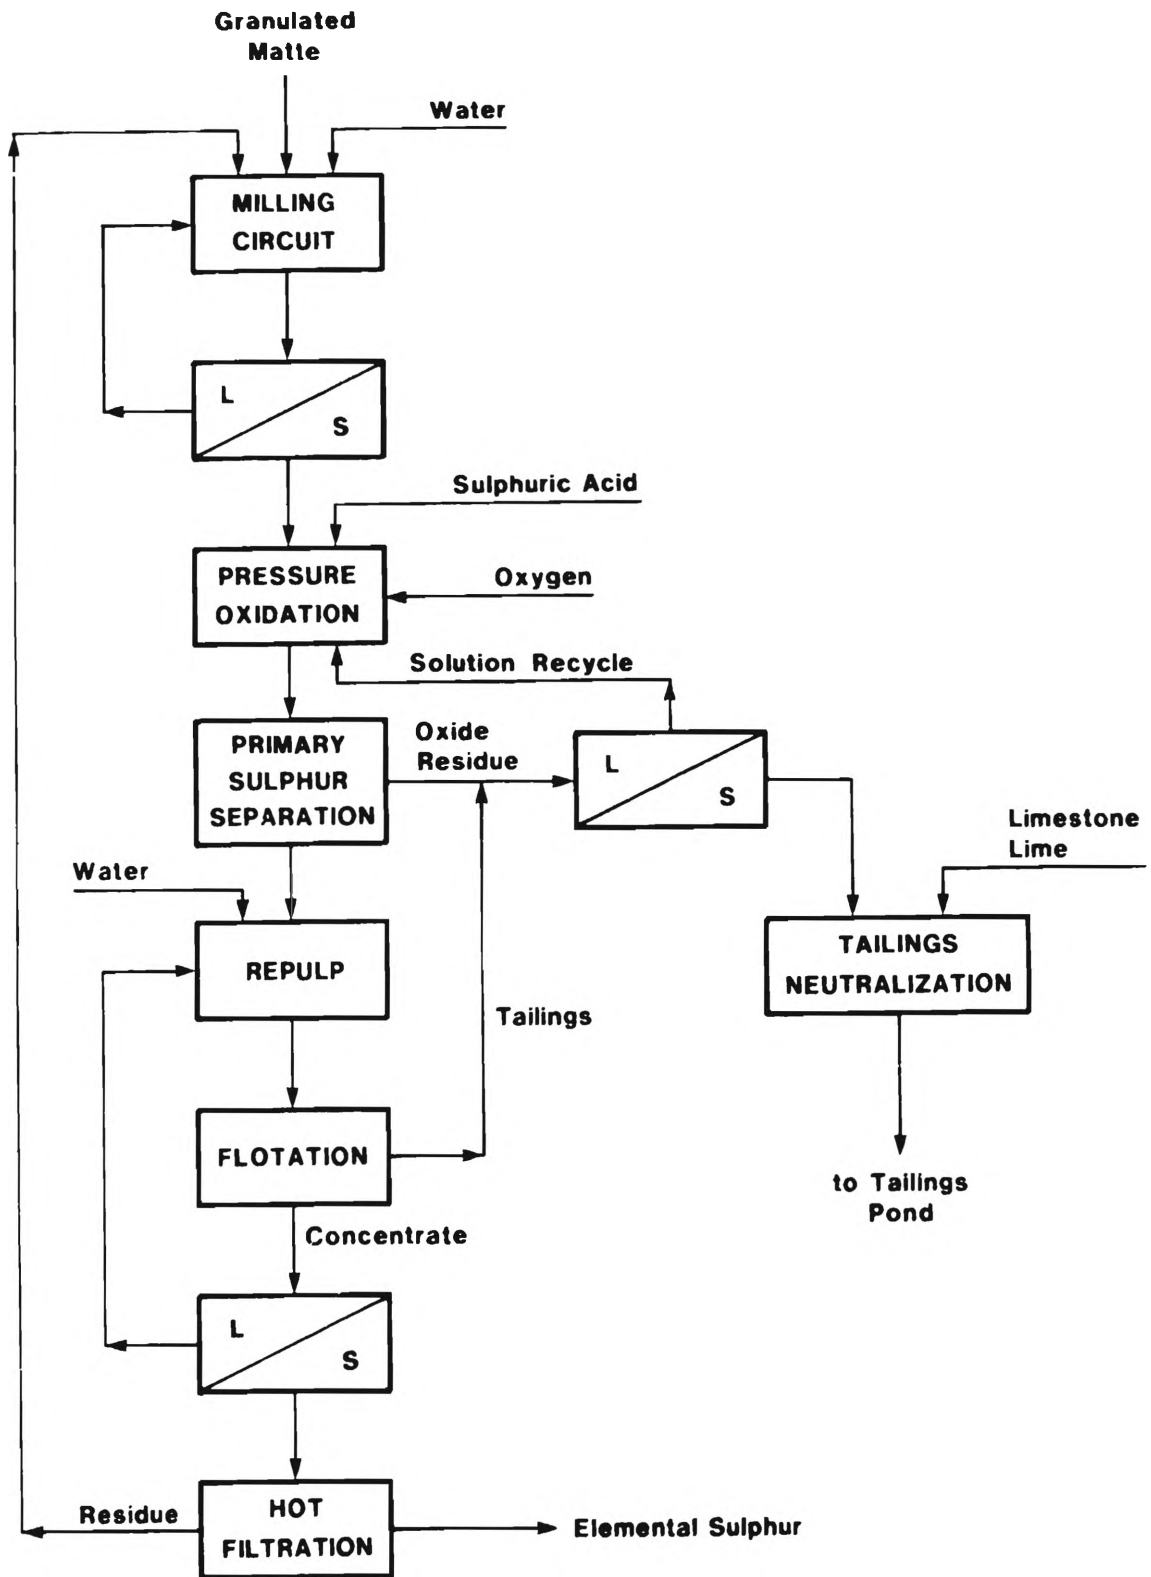 Granulated
Matte
Water
MILLING
CIRCUIT
L
S
Sulphuric Acid
PRESSURE
OXIDATION
Oxygen
Solution Recycle
PRIMARY
SULPHUR
SEPARATION
Oxide
Residue
L
S
Limestone
Lime
Water
REPULP
TAILINGS
NEUTRALIZATION
Tailings
FLOTATION
to Tailings
Pond
Concentrate
L
S
Residue
HOT
FILTRATION
Elemental Sulphur